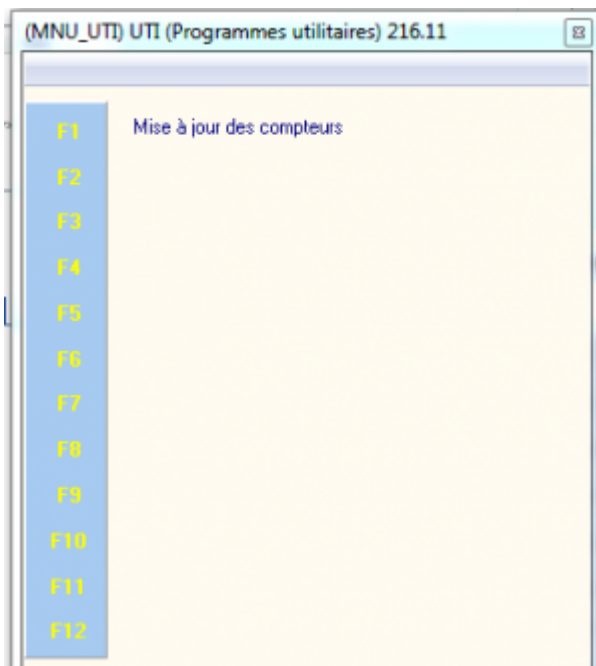 (MNU_UTI) UTI (Programmes utilitaires) 216.11
F1 Mise à jour des compteurs
F2
F3
F4
F5
F6
F7
F8
F9
F10
F11
F12